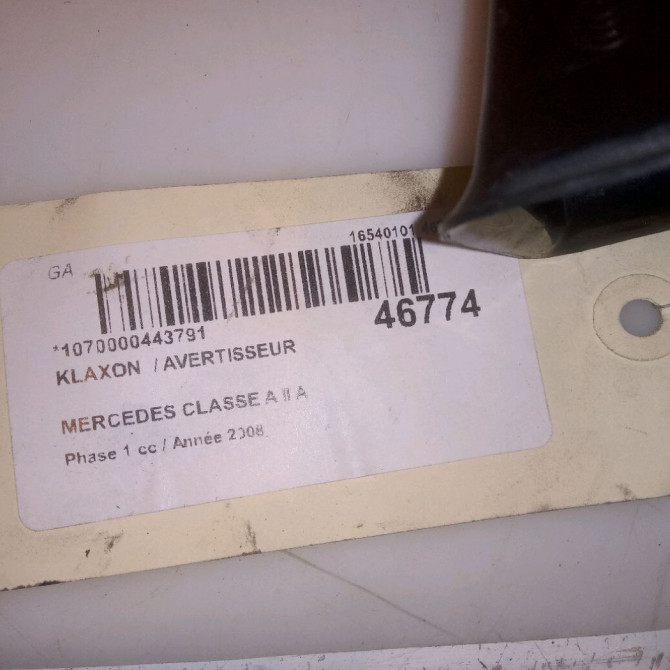 GA
16540101
*1070000443791
46774
KLAXON / AVERTISSEUR
MERCEDES CLASSE A II A
Phase 1 cc / Année 2008